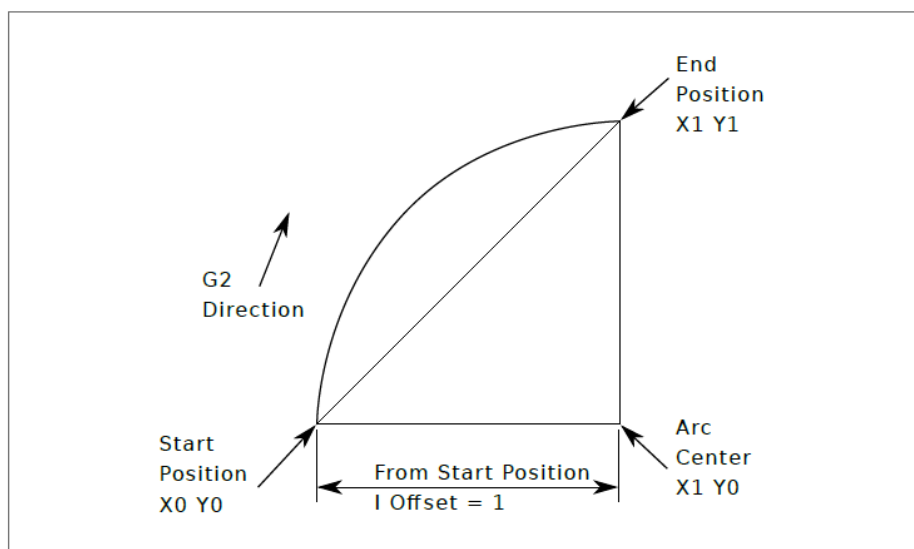 End
Position
X1 Y1
G2
Direction
Start
Position
X0 Y0
From Start Position
I Offset = 1
Arc
Center
X1 Y0